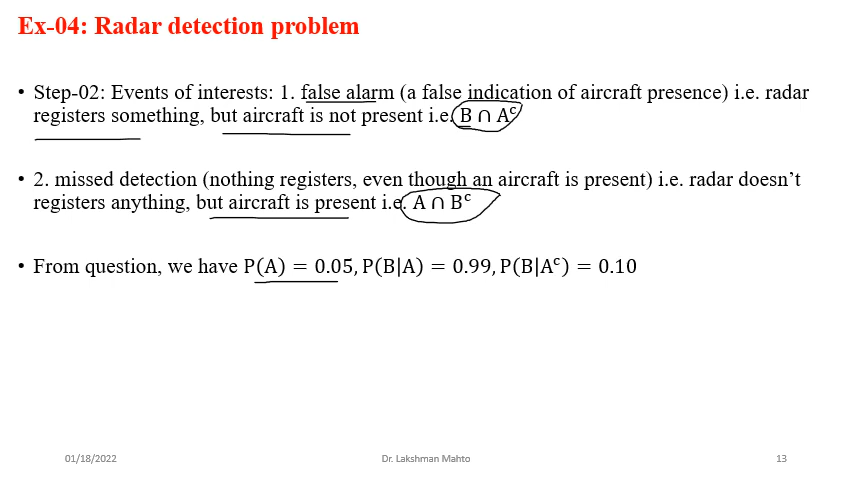 Ex-04: Radar detection problem
• Step-02: Events of interests: 1. false alarm (a false indication of aircraft presence) i.e. radar
registers something, but aircraft is not present i.e. B ∩ Aᶜ
• 2. missed detection (nothing registers, even though an aircraft is present) i.e. radar doesn’t
registers anything, but aircraft is present i.e. A ∩ Bᶜ
• From question, we have P(A) = 0.05, P(B|A) = 0.99, P(B|Aᶜ) = 0.10
01/18/2022 Dr. Lakshman Mahto 13